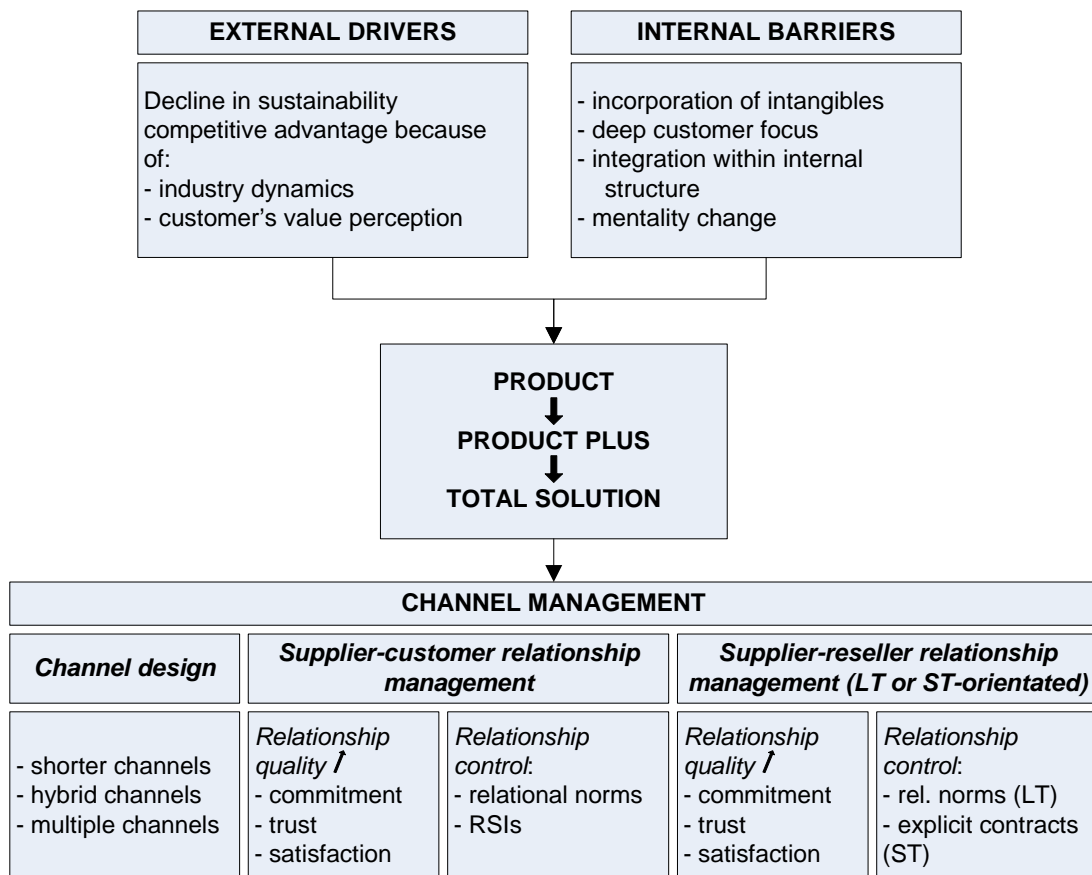 EXTERNAL DRIVERS
Decline in sustainability
competitive advantage because
of:
- industry dynamics
- customer's value perception
INTERNAL BARRIERS
- incorporation of intangibles
- deep customer focus
- integration within internal
structure
- mentality change
PRODUCT
PRODUCT PLUS
TOTAL SOLUTION
CHANNEL MANAGEMENT
Channel design
- shorter channels
- hybrid channels
- multiple channels
Supplier-customer relationship
management
Relationship
quality
- commitment
- trust
- satisfaction
Relationship
control:
- relational norms
- RSIs
Supplier-reseller relationship
management (LT or ST-orientated)
Relationship
quality
- commitment
- trust
- satisfaction
Relationship
control:
- rel. norms (LT)
- explicit contracts
(ST)